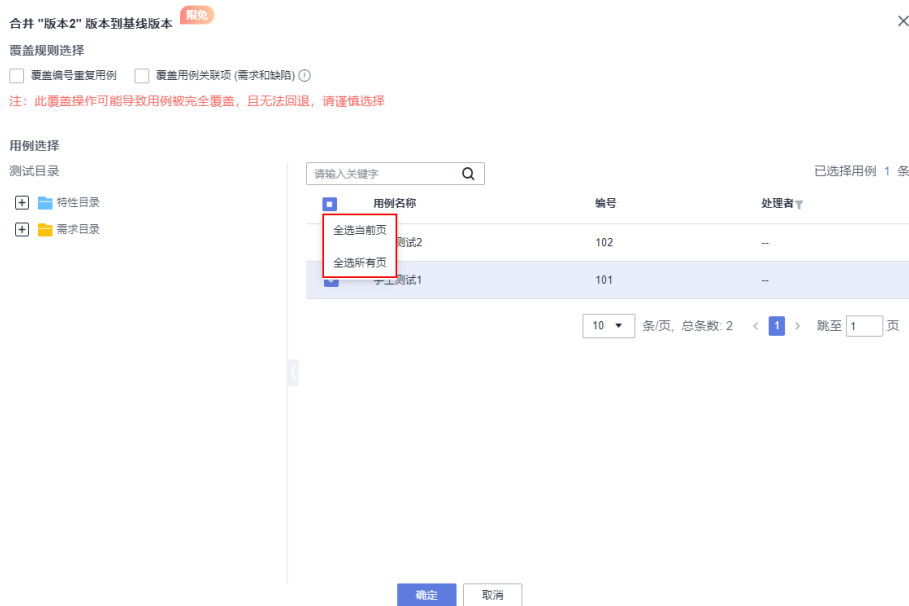 合并 "版本2" 版本到基线版本 限免
覆盖规则选择
覆盖编号重复用例 覆盖用例关联项 (需求和缺陷)
注：此覆盖操作可能导致用例被完全覆盖，且无法回退，请谨慎选择
用例选择
测试目录 请输入关键字 已选择用例 1 条
特性目录 用例名称 编号 处理者
需求目录 全选当前页
测试2 102 --
全选所有页
手工测试1 101 --
10 条/页, 总条数: 2 < 1 > 跳至 1 页
确定 取消